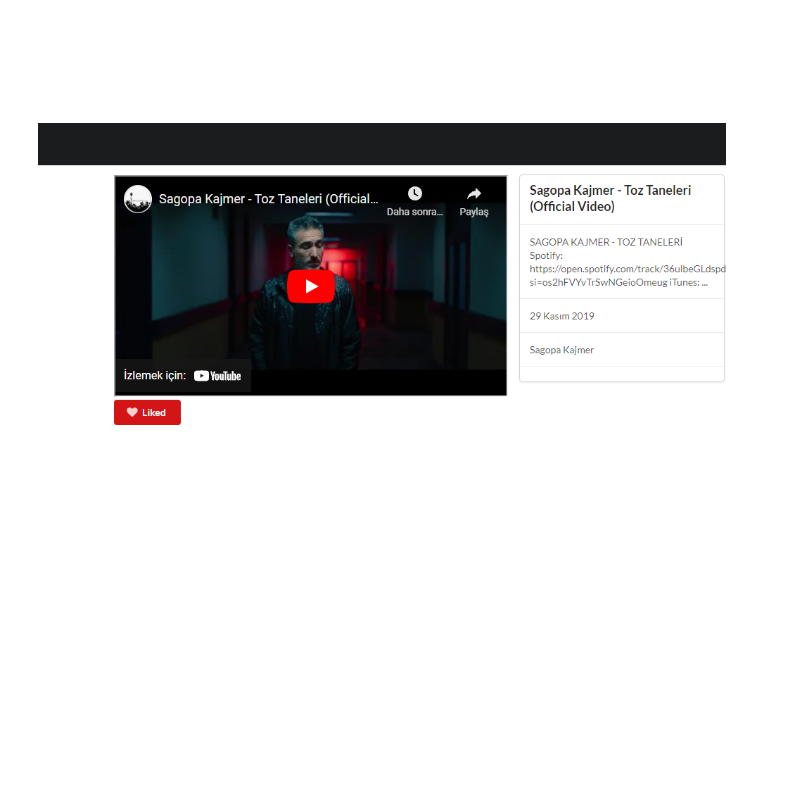 Sagopa Kajmer - Toz Taneleri (Official...
Daha sonra...
Paylaş
İzlemek için: YouTube
Liked
Sagopa Kajmer - Toz Taneleri
(Official Video)
SAGOPA KAJMER - TOZ TANELERİ
Spotify:
https://open.spotify.com/track/36ulbeGLdspd
si=os2hFVYvTrSwNGeioOmeug iTunes: ...
29 Kasım 2019
Sagopa Kajmer